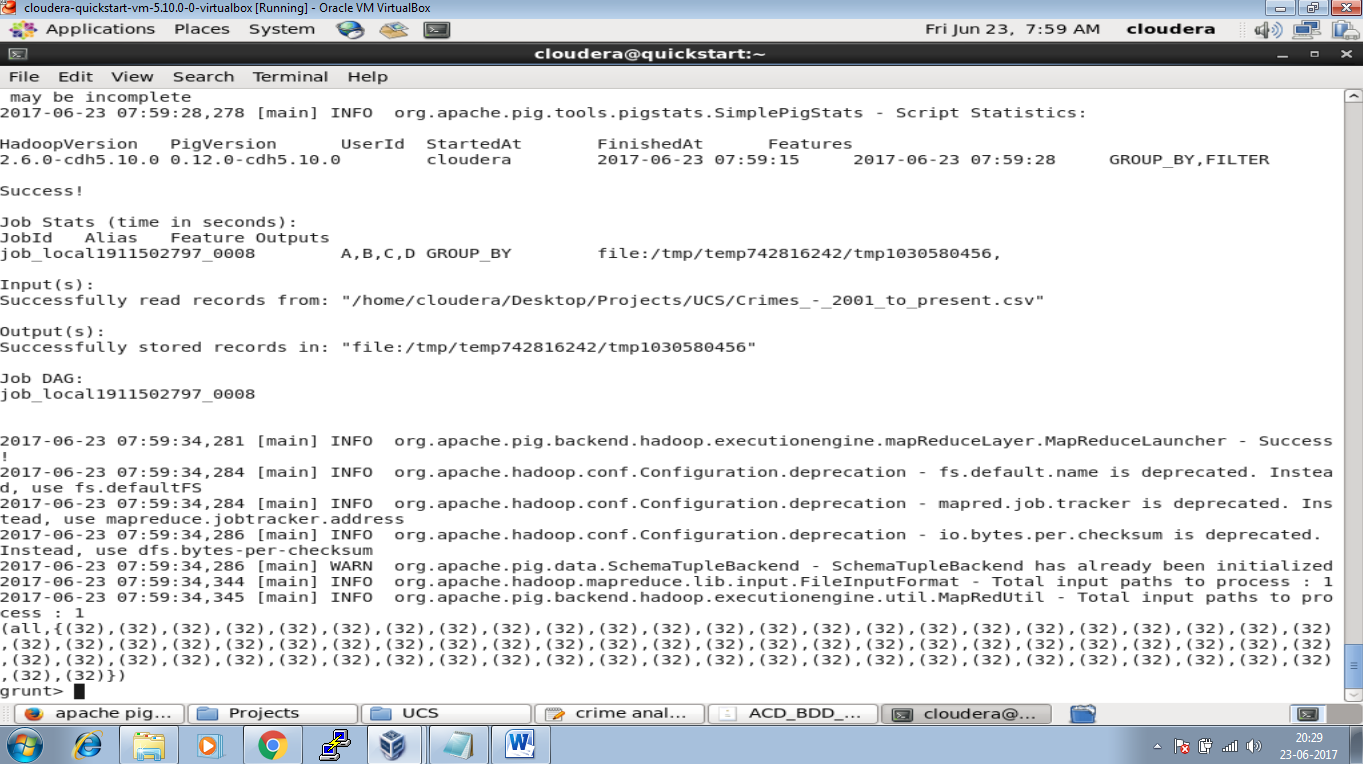 cloudera-quickstart-vm-5.10.0-0-virtualbox [Running] - Oracle VM VirtualBox
Applications Places System Fri Jun 23, 7:59 AM cloudera
cloudera@quickstart:~
File Edit View Search Terminal Help
may be incomplete
2017-06-23 07:59:28,278 [main] INFO org.apache.pig.tools.pigstats.SimplePigStats - Script Statistics:
HadoopVersion PigVersion UserId StartedAt FinishedAt Features
2.6.0-cdh5.10.0 0.12.0-cdh5.10.0 cloudera 2017-06-23 07:59:15 2017-06-23 07:59:28 GROUP_BY,FILTER
Success!
Job Stats (time in seconds):
JobId Alias Feature Outputs
job_local1911502797_0008 A,B,C,D GROUP_BY file:/tmp/temp742816242/tmp1030580456,
Input(s):
Successfully read records from: "/home/cloudera/Desktop/Projects/UCS/Crimes_-_2001_to_present.csv"
Output(s):
Successfully stored records in: "file:/tmp/temp742816242/tmp1030580456"
Job DAG:
job_local1911502797_0008
2017-06-23 07:59:34,281 [main] INFO org.apache.pig.backend.hadoop.executionengine.mapReduceLayer.MapReduceLauncher - Success
!
2017-06-23 07:59:34,284 [main] INFO org.apache.hadoop.conf.Configuration.deprecation - fs.default.name is deprecated. Instea
d, use fs.defaultFS
2017-06-23 07:59:34,284 [main] INFO org.apache.hadoop.conf.Configuration.deprecation - mapred.job.tracker is deprecated. Ins
tead, use mapreduce.jobtracker.address
2017-06-23 07:59:34,286 [main] INFO org.apache.hadoop.conf.Configuration.deprecation - io.bytes.per.checksum is deprecated.
Instead, use dfs.bytes-per-checksum
2017-06-23 07:59:34,286 [main] WARN org.apache.pig.data.SchemaTupleBackend - SchemaTupleBackend has already been initialized
2017-06-23 07:59:34,344 [main] INFO org.apache.hadoop.mapreduce.lib.input.FileInputFormat - Total input paths to process : 1
2017-06-23 07:59:34,345 [main] INFO org.apache.pig.backend.hadoop.executionengine.util.MapRedUtil - Total input paths to pro
cess : 1
(all,{(32),(32),(32),(32),(32),(32),(32),(32),(32),(32),(32),(32),(32),(32),(32),(32),(32),(32),(32),(32),(32),(32),(32),(32)
,(32),(32),(32),(32),(32),(32),(32),(32),(32),(32),(32),(32),(32),(32),(32),(32),(32),(32),(32),(32),(32),(32),(32),(32),(32)
,(32),(32),(32),(32),(32),(32),(32),(32),(32),(32),(32),(32),(32),(32),(32),(32),(32),(32),(32),(32),(32),(32),(32),(32),(32)
,(32),(32)})
grunt>
apache pig... Projects UCS crime anal... ACD_BDD_... cloudera@...
20:29
23-06-2017